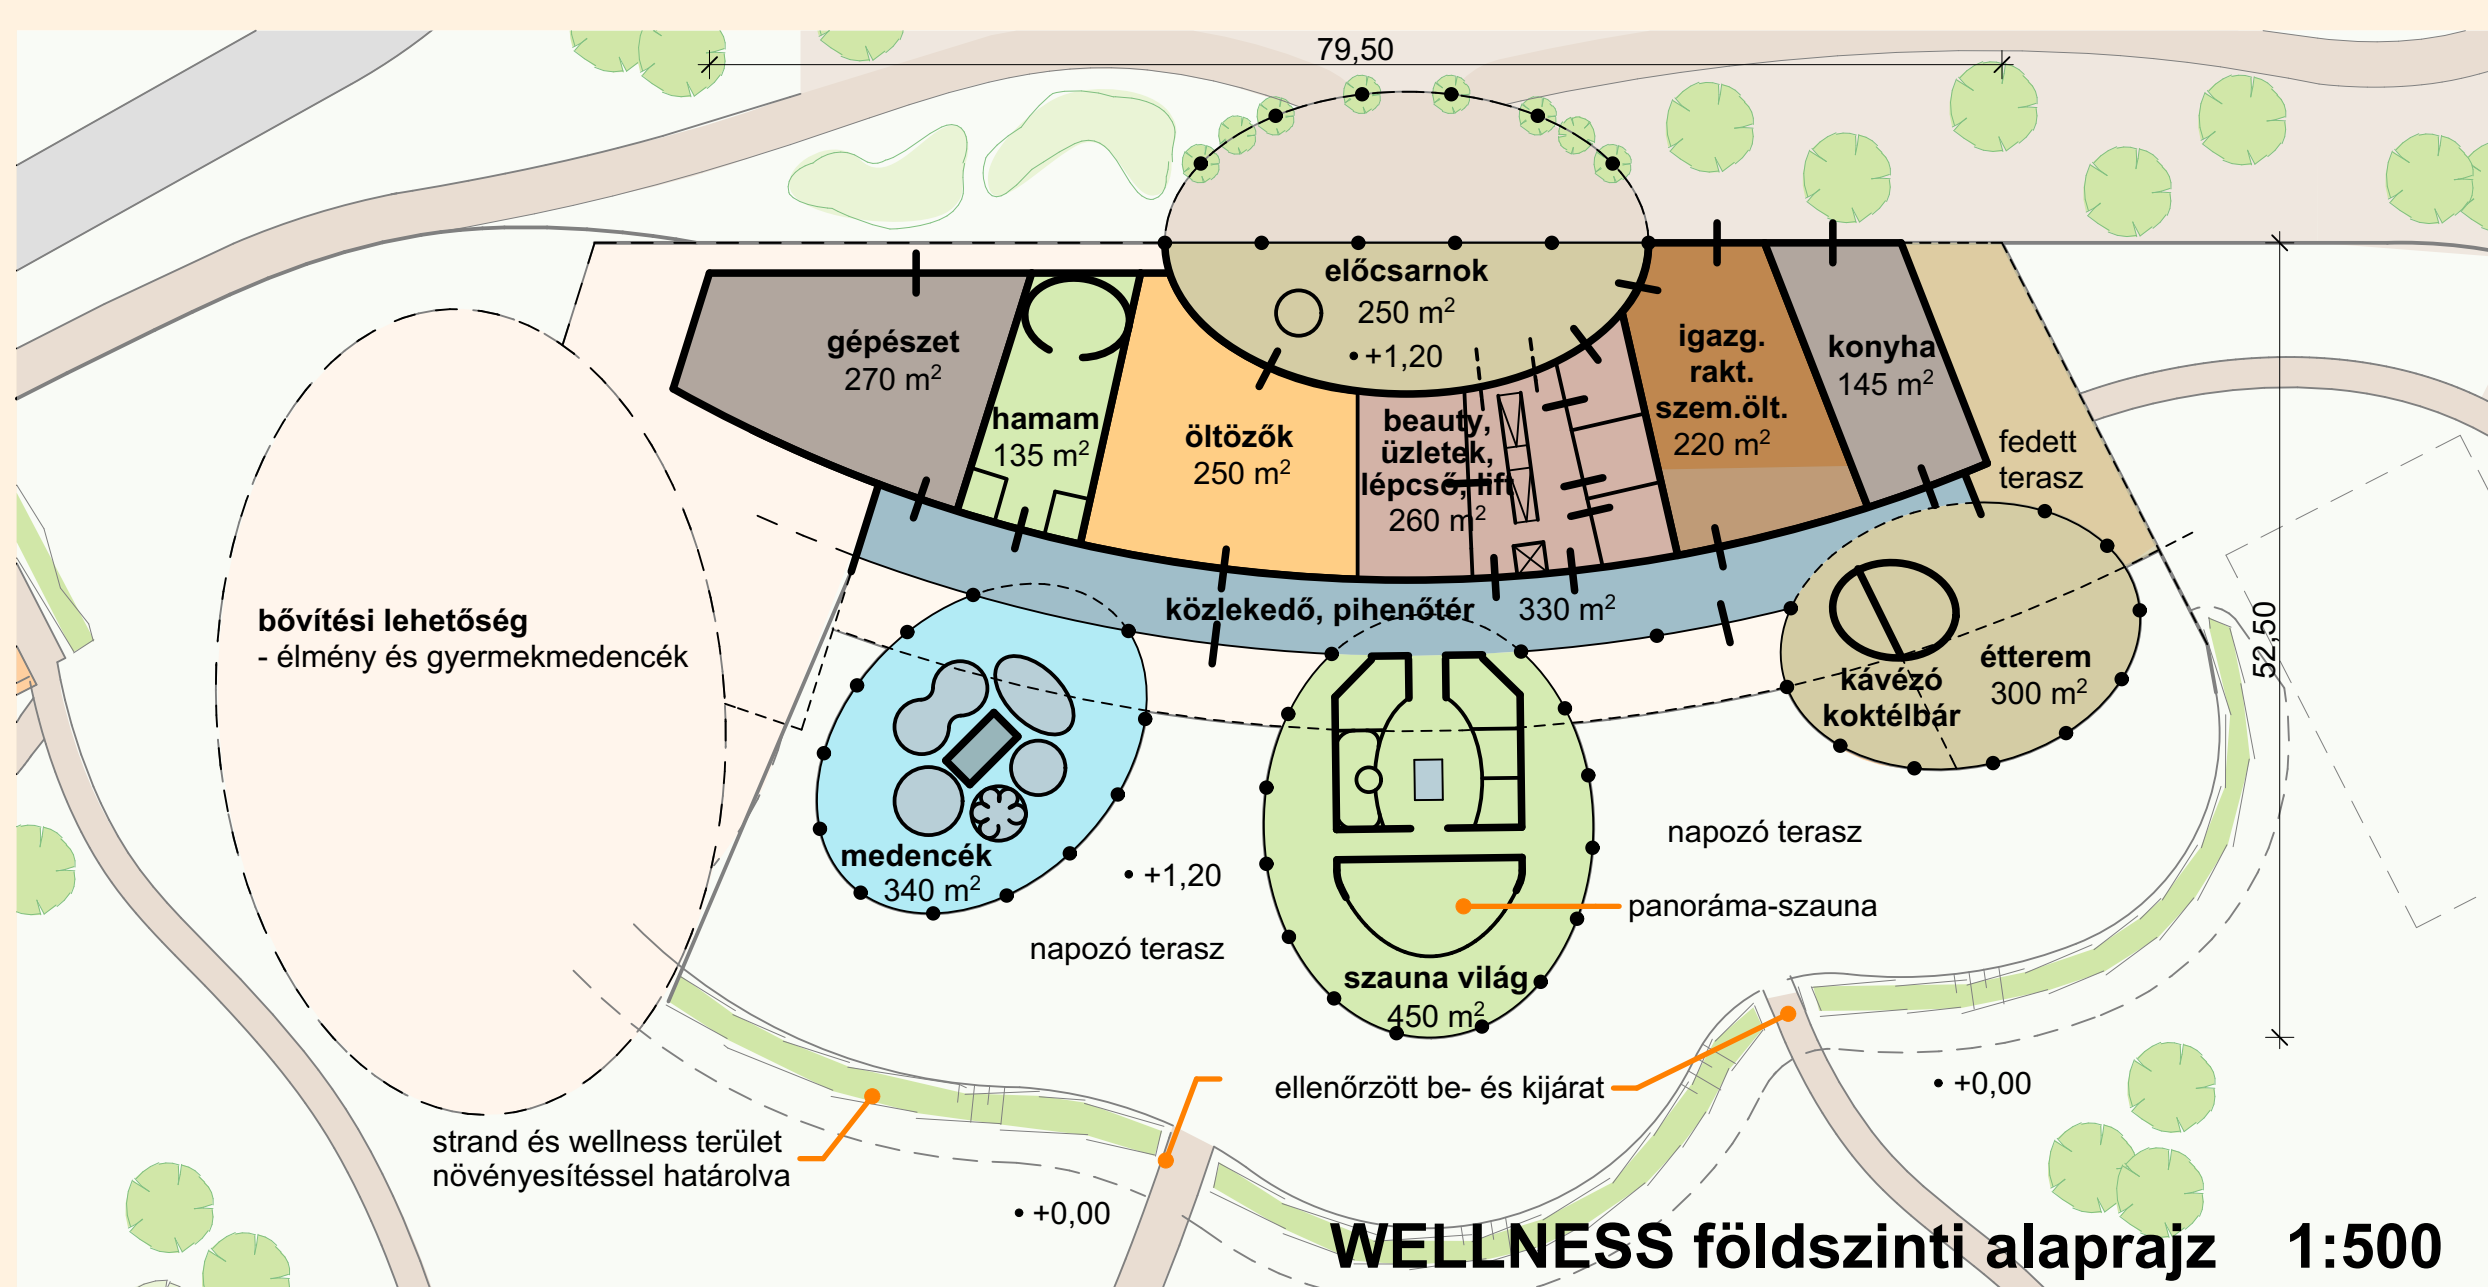 79,50
előcsarnok
250 m²
•+1,20
gépészet
270 m²
hamam
135 m²
öltözők
250 m²
beauty,
üzletek,
lépcső, lift
260 m²
igazg.
rakt.
szem.ölt.
220 m²
konyha
145 m²
fedett
terasz
közlekedő, pihenőtér 330 m²
52,50
bővítési lehetőség
- élmény és gyermekmedencék
kávézó
koktélbár
étterem
300 m²
medencék
340 m²
• +1,20
napozó terasz
napozó terasz
panoráma-szauna
szauna világ
450 m²
ellenőrzött be- és kijárat
• +0,00
strand és wellness terület
növényesítéssel határolva
• +0,00
WELLNESS földszinti alaprajz 1:500